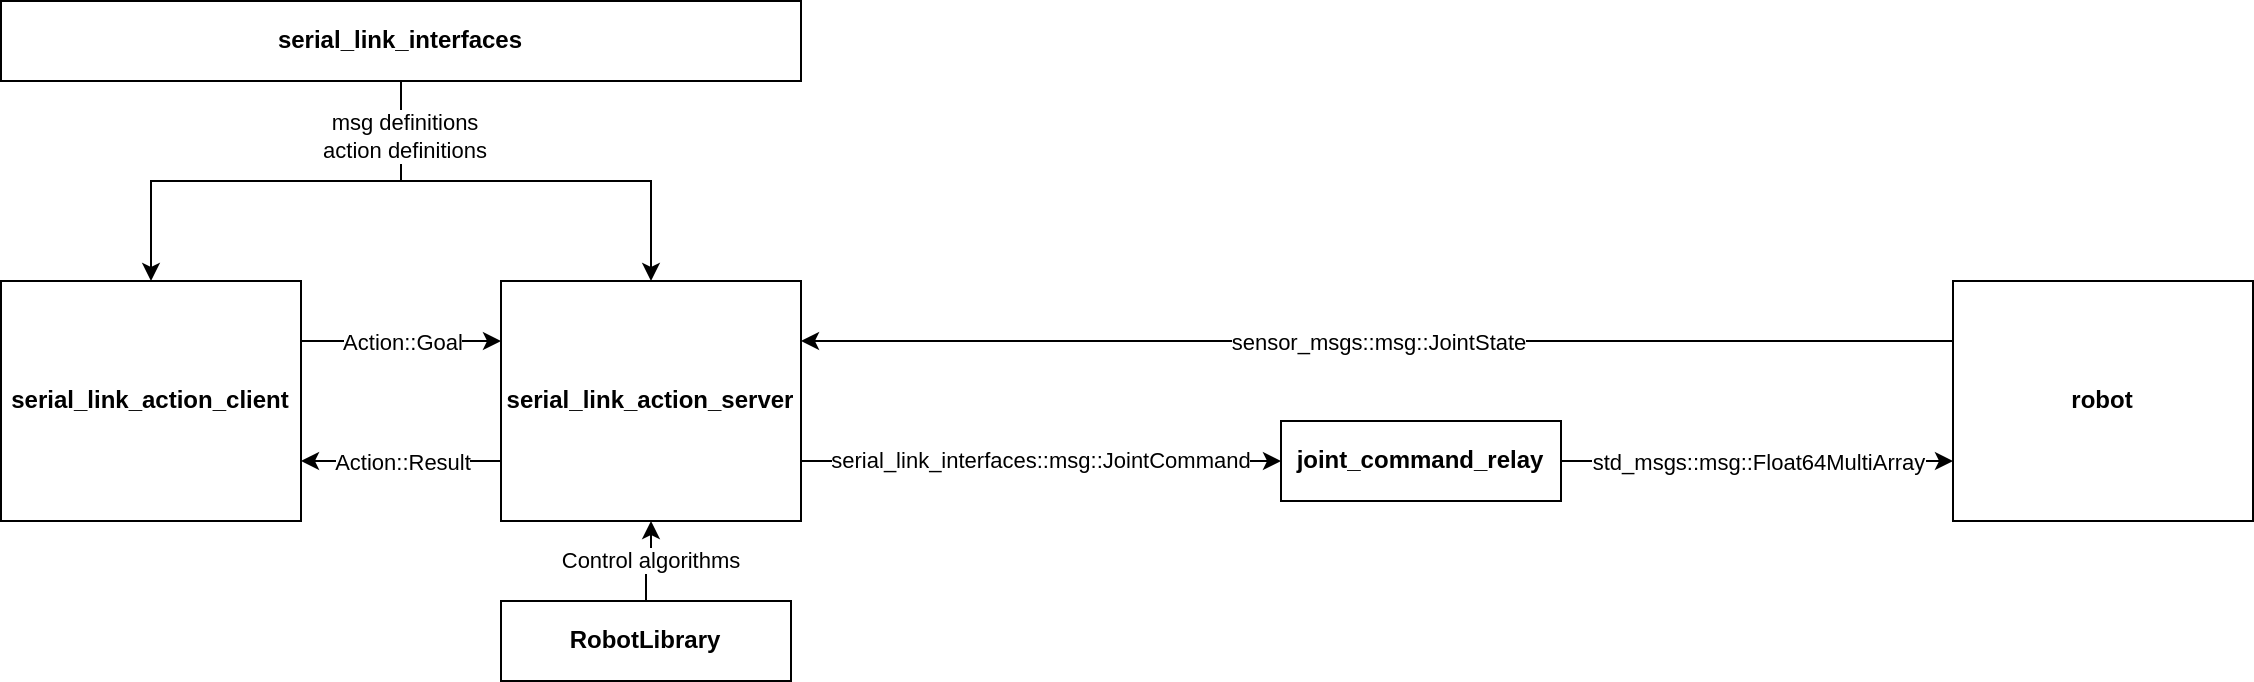 serial_link_interfaces
msg definitions
action definitions
Action::Goal
sensor_msgs::msg::JointState
serial_link_action_client
serial_link_action_server
robot
Action::Result
serial_link_interfaces::msg::JointCommand
joint_command_relay
std_msgs::msg::Float64MultiArray
Control algorithms
RobotLibrary